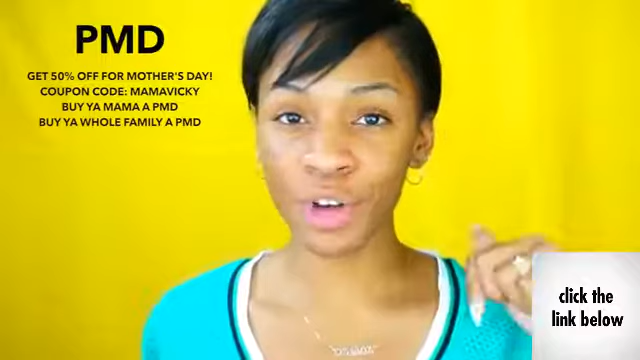 PMD
GET 50% OFF FOR MOTHER'S DAY!
COUPON CODE: MAMAVICKY
BUY YA MAMA A PMD
BUY YA WHOLE FAMILY A PMD
click the
link below